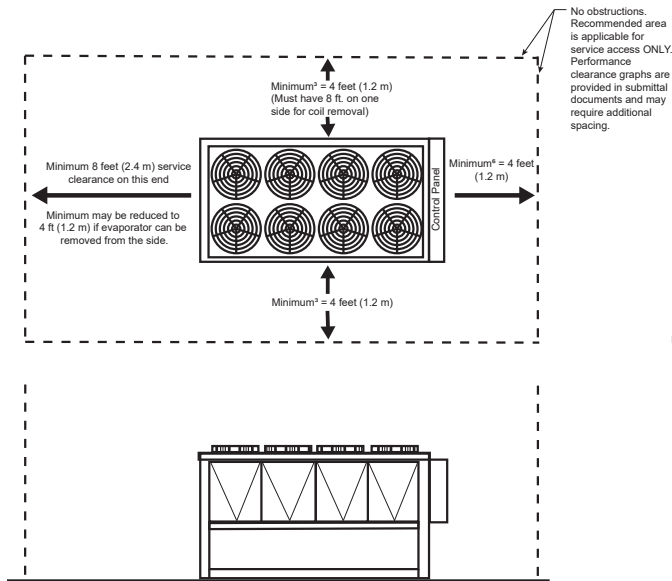 No obstructions.
Recommended area
is applicable for
service access ONLY.
Performance
clearance graphs are
provided in submittal
documents and may
require additional
spacing.
Minimum³ = 4 feet (1.2 m)
(Must have 8 ft. on one
side for coil removal)
Minimum 8 feet (2.4 m) service
clearance on this end
Minimum may be reduced to
4 ft (1.2 m) if evaporator can be
removed from the side.
Control Panel
Minimum⁶ = 4 feet
(1.2 m)
Minimum³ = 4 feet (1.2 m)